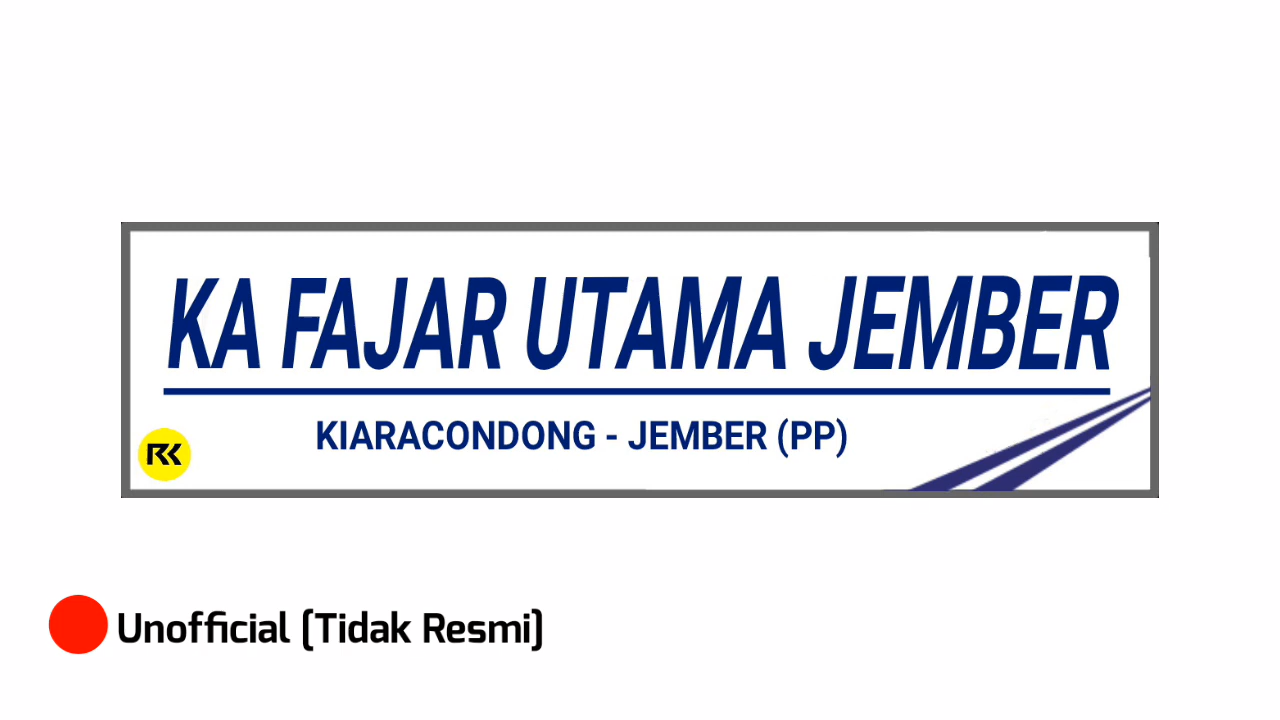 KA FAJAR UTAMA JEMBER
KIARACONDONG - JEMBER (PP)
RK
Unofficial (Tidak Resmi)